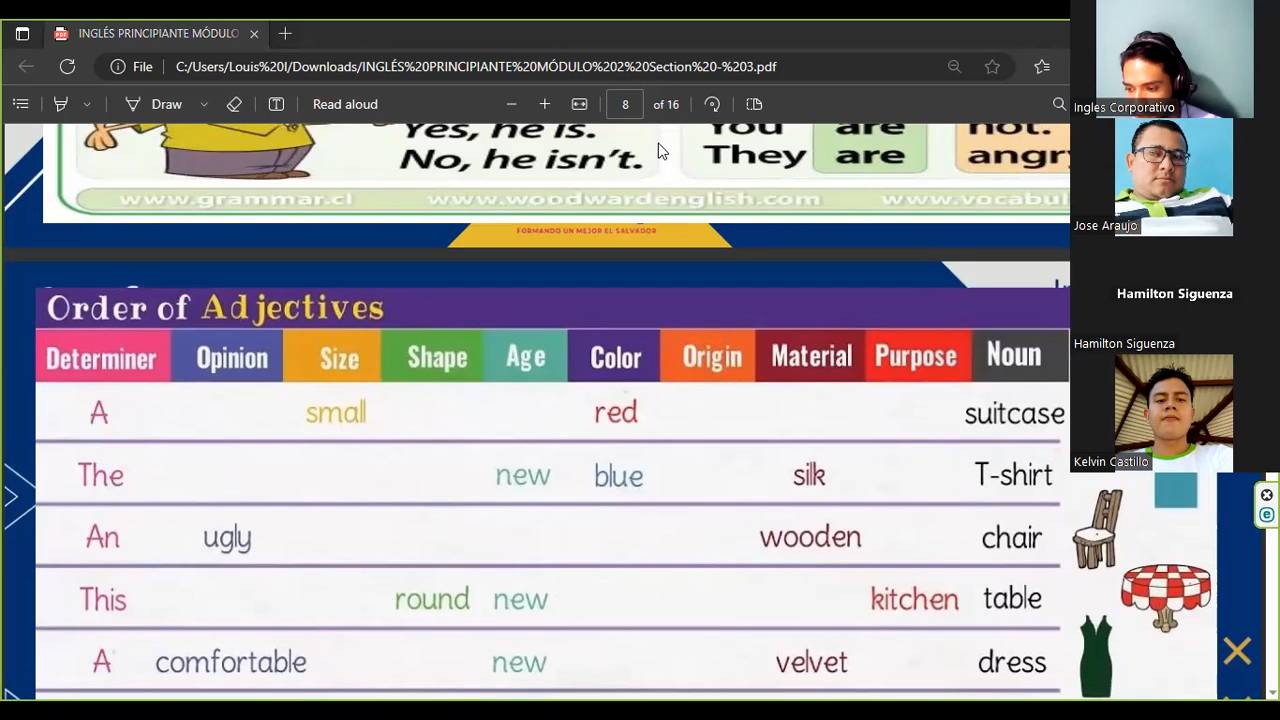 INGLÉS PRINCIPIANTE MÓDULO
File C:/Users/Louis%20I/Downloads/INGLÉS%20PRINCIPIANTE%20MÓDULO%202%20Section%20-%203.pdf
Draw Read aloud 8 of 16
Yes, he is.
No, he isn't.
You are not.
They are angry
www.grammar.cl www.woodwardenglish.com www.vocabul
FORMANDO UN MEJOR EL SALVADOR
Order of Adjectives
Determiner Opinion Size Shape Age Color Origin Material Purpose Noun
A small red suitcase
The new blue silk T-shirt
An ugly wooden chair
This round new kitchen table
A comfortable new velvet dress
Ingles Corporativo
Jose Araujo
Hamilton Siguenza
Hamilton Siguenza
Kelvin Castillo